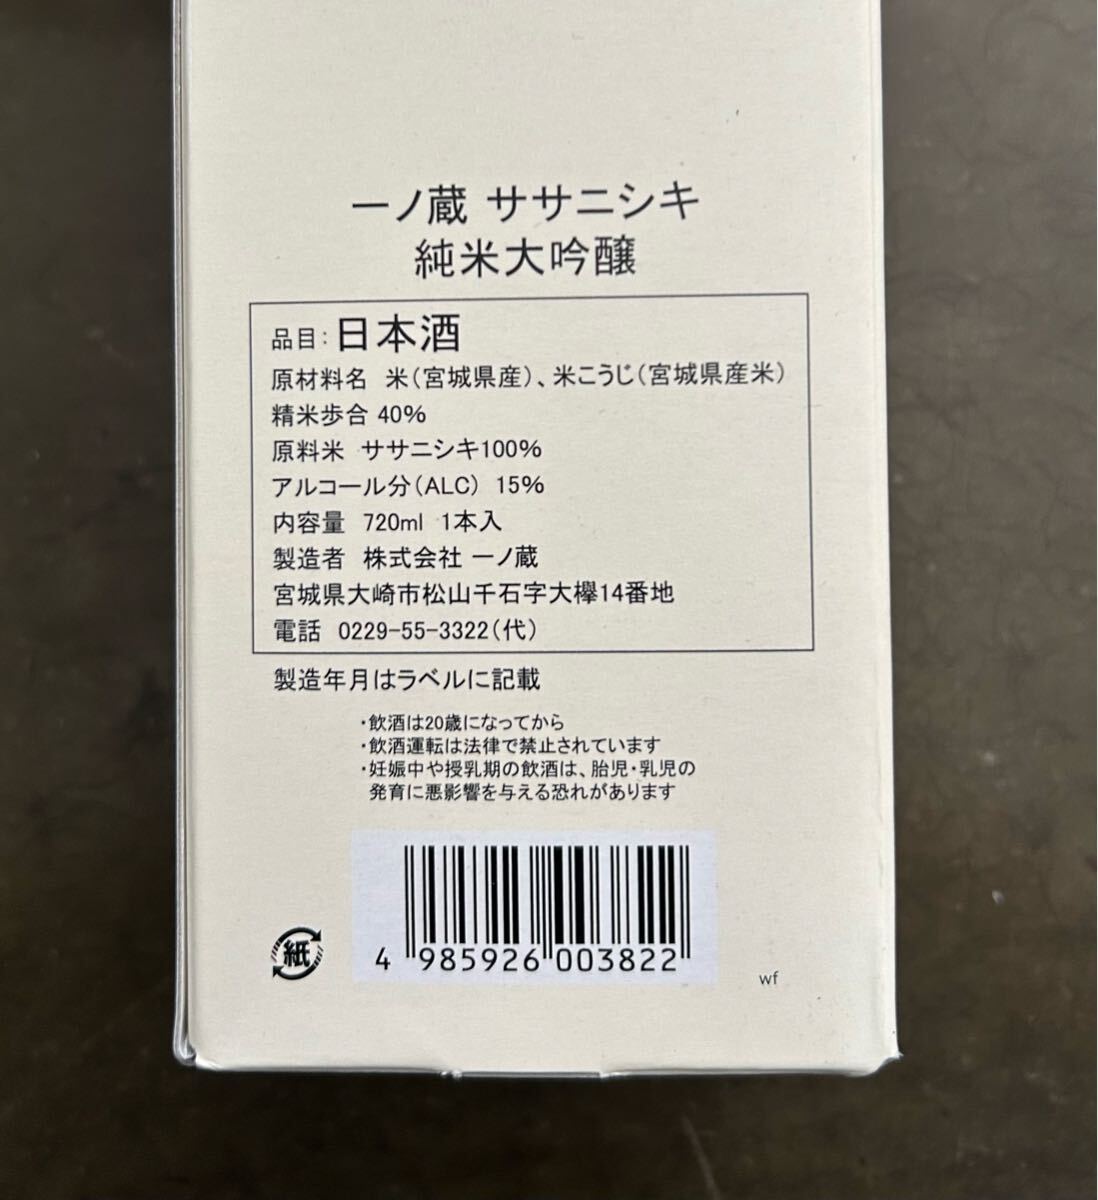 一ノ蔵 ササニシキ
純米大吟醸
品目：日本酒
原材料名 米（宮城県産）、米こうじ（宮城県産米）
精米歩合 40%
原料米 ササニシキ100%
アルコール分（ALC） 15%
内容量 720ml 1本入
製造者 株式会社 一ノ蔵
宮城県大崎市松山千石字大欅14番地
電話 0229-55-3322（代）
製造年月はラベルに記載
・飲酒は20歳になってから
・飲酒運転は法律で禁止されています
・妊娠中や授乳期の飲酒は、胎児・乳児の
発育に悪影響を与える恐れがあります
紙
4 985926 003822
wf